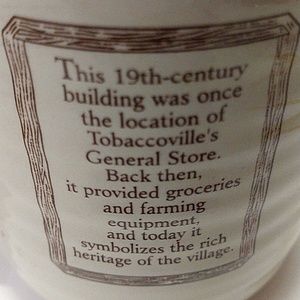 This 19th-century
building was once
the location of
Tobaccoville's
General Store.
Back then,
it provided groceries
and farming
equipment,
and today it
symbolizes the rich
heritage of the village.